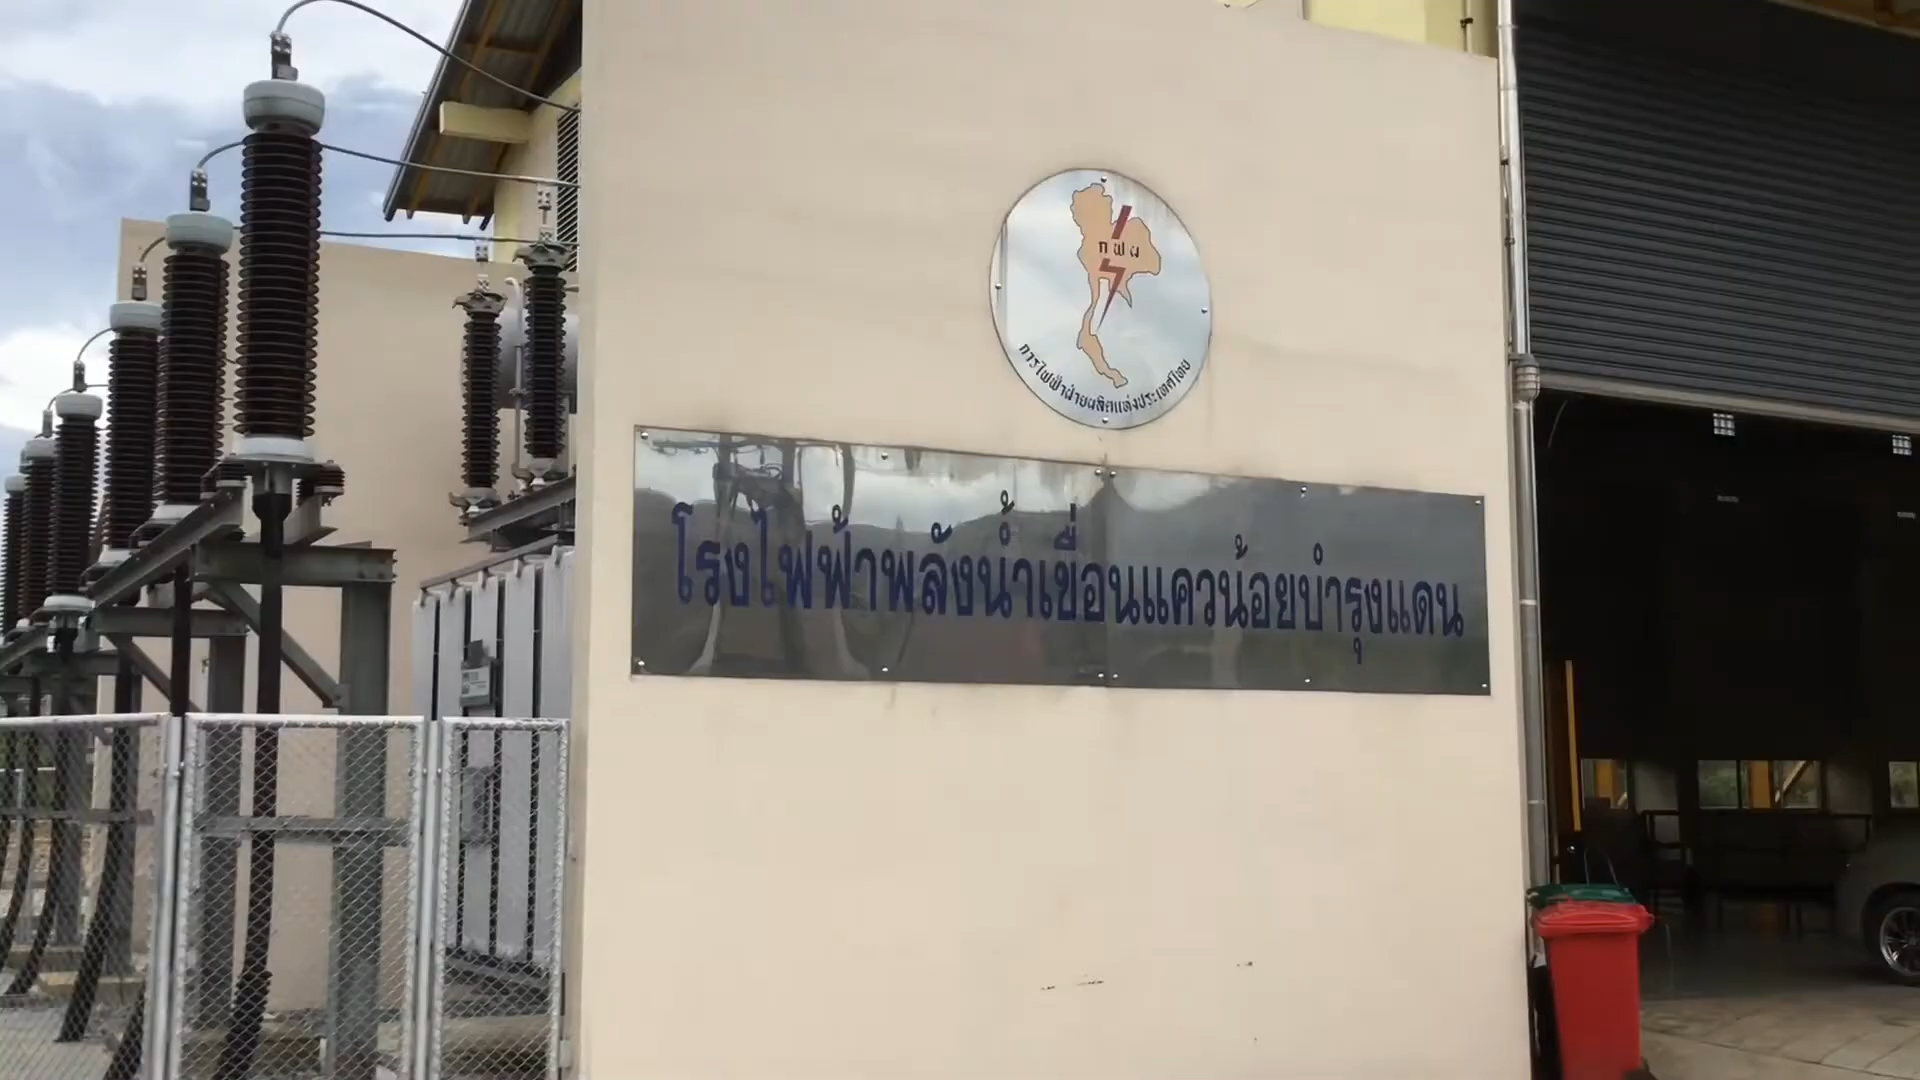 กฟผ
การไฟฟ้าฝ่ายผลิตแห่งประเทศไทย
โรงไฟฟ้าพลังน้ำเขื่อนแควน้อยบำรุงแดน